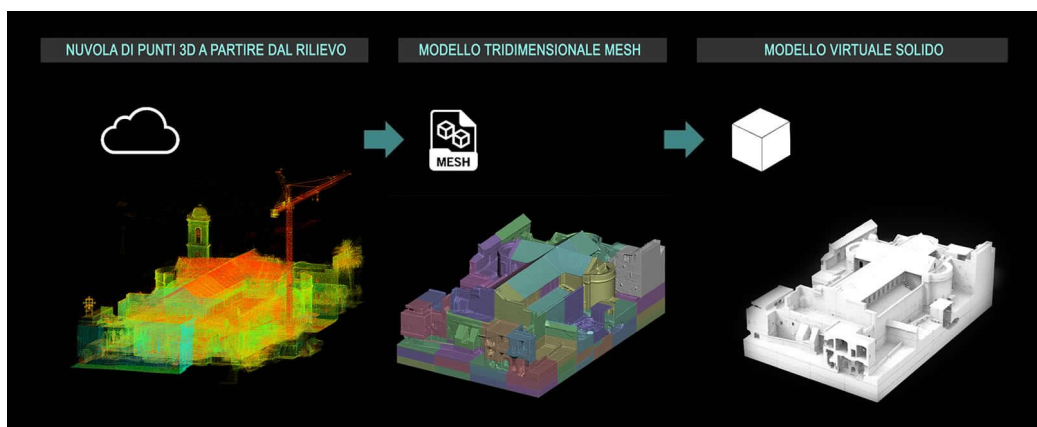 NUVOLA DI PUNTI 3D A PARTIRE DAL RILIEVO
MODELLO TRIDIMENSIONALE MESH
MODELLO VIRTUALE SOLIDO
MESH